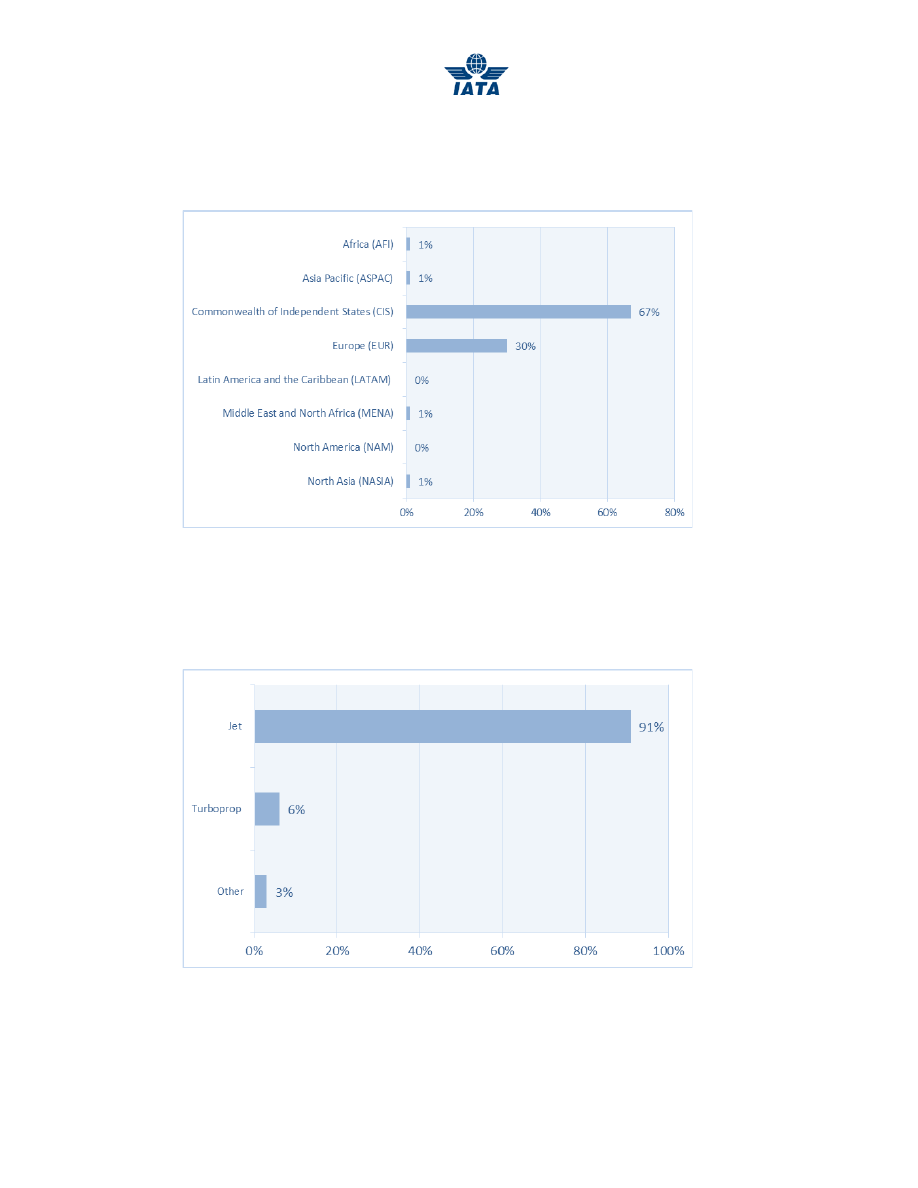 IATA
Africa (AFI) 1%
Asia Pacific (ASPAC) 1%
Commonwealth of Independent States (CIS) 67%
Europe (EUR) 30%
Latin America and the Caribbean (LATAM) 0%
Middle East and North Africa (MENA) 1%
North America (NAM) 0%
North Asia (NASIA) 1%
0% 20% 40% 60% 80%
Jet 91%
Turboprop 6%
Other 3%
0% 20% 40% 60% 80% 100%